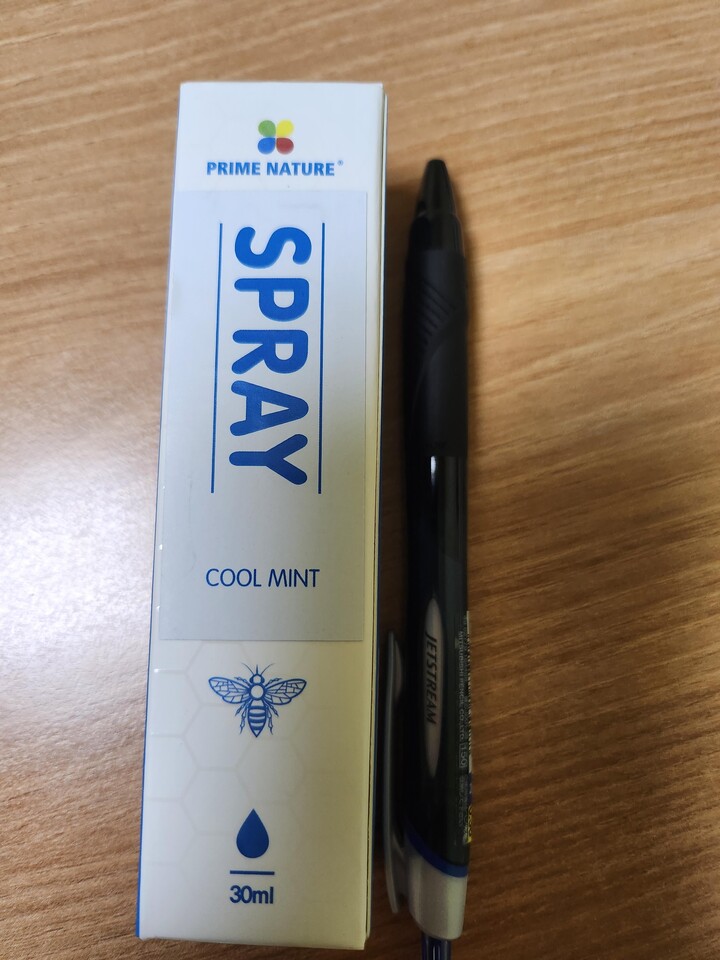 PRIME NATURE®
SPRAY
COOL MINT
30ml
JETSTREAM